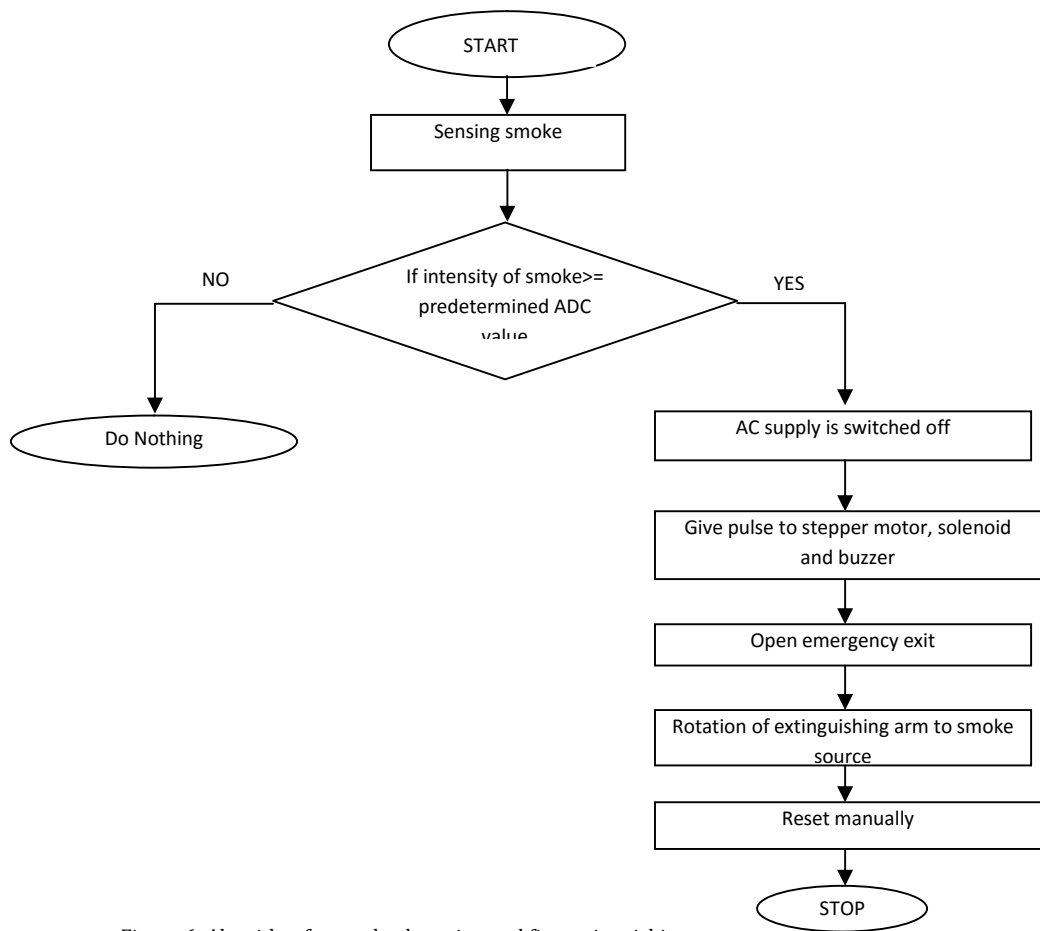 START
Sensing smoke
If intensity of smoke>=
predetermined ADC
value
NO
YES
Do Nothing
AC supply is switched off
Give pulse to stepper motor, solenoid
and buzzer
Open emergency exit
Rotation of extinguishing arm to smoke
source
Reset manually
STOP